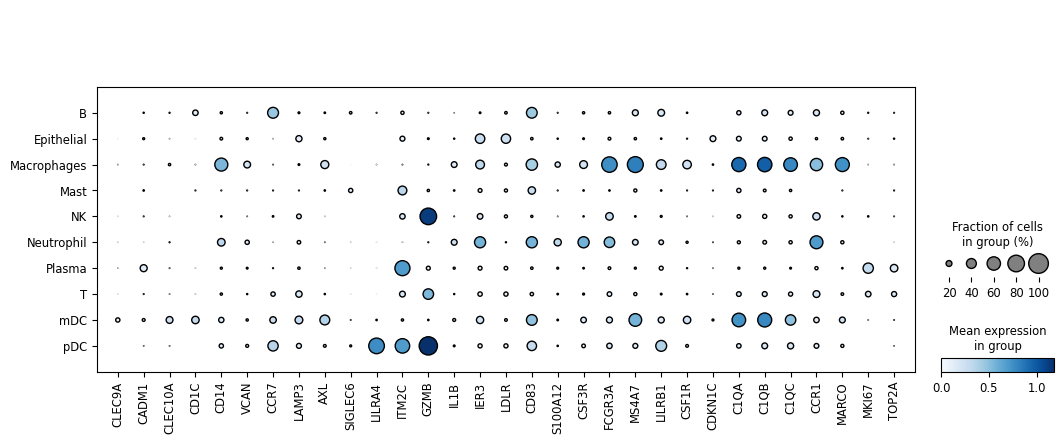 B
Epithelial
Macrophages
Mast
NK
Neutrophil
Plasma
T
mDC
pDC
CLEC9A
CADM1
CLEC10A
CD1C
CD14
VCAN
CCR7
LAMP3
AXL
SIGLEC6
LILRA4
ITM2C
GZMB
IL1B
IER3
LDLR
CD83
S100A12
CSF3R
FCGR3A
MS4A7
LILRB1
CSF1R
CDKN1C
C1QA
C1QB
C1QC
CCR1
MARCO
MKI67
TOP2A
Fraction of cells
in group (%)
20 40 60 80 100
Mean expression
in group
0.0 0.5 1.0